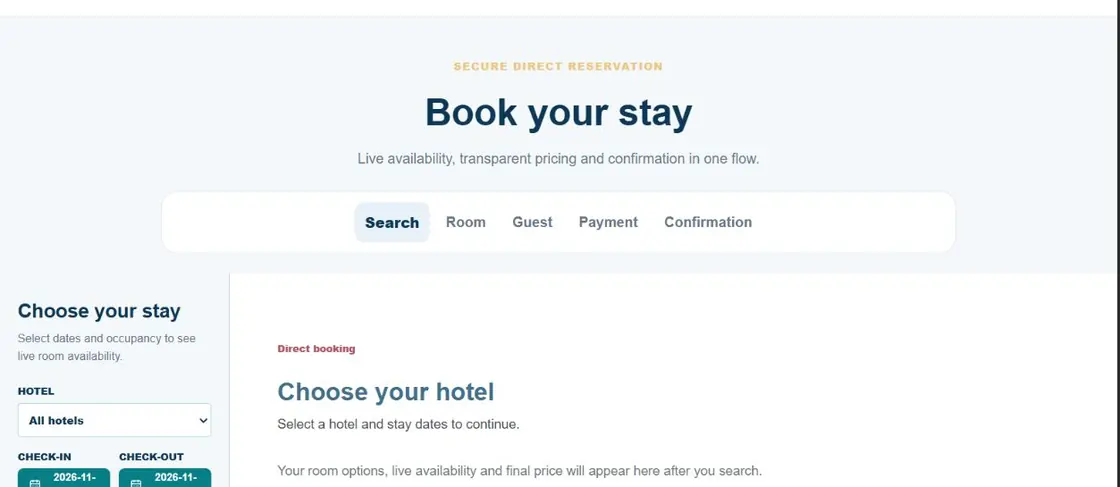 SECURE DIRECT RESERVATION
Book your stay
Live availability, transparent pricing and confirmation in one flow.
Search Room Guest Payment Confirmation
Choose your stay
Select dates and occupancy to see
live room availability.
HOTEL
All hotels
CHECK-IN CHECK-OUT
2026-11- 2026-11-
Direct booking
Choose your hotel
Select a hotel and stay dates to continue.
Your room options, live availability and final price will appear here after you search.